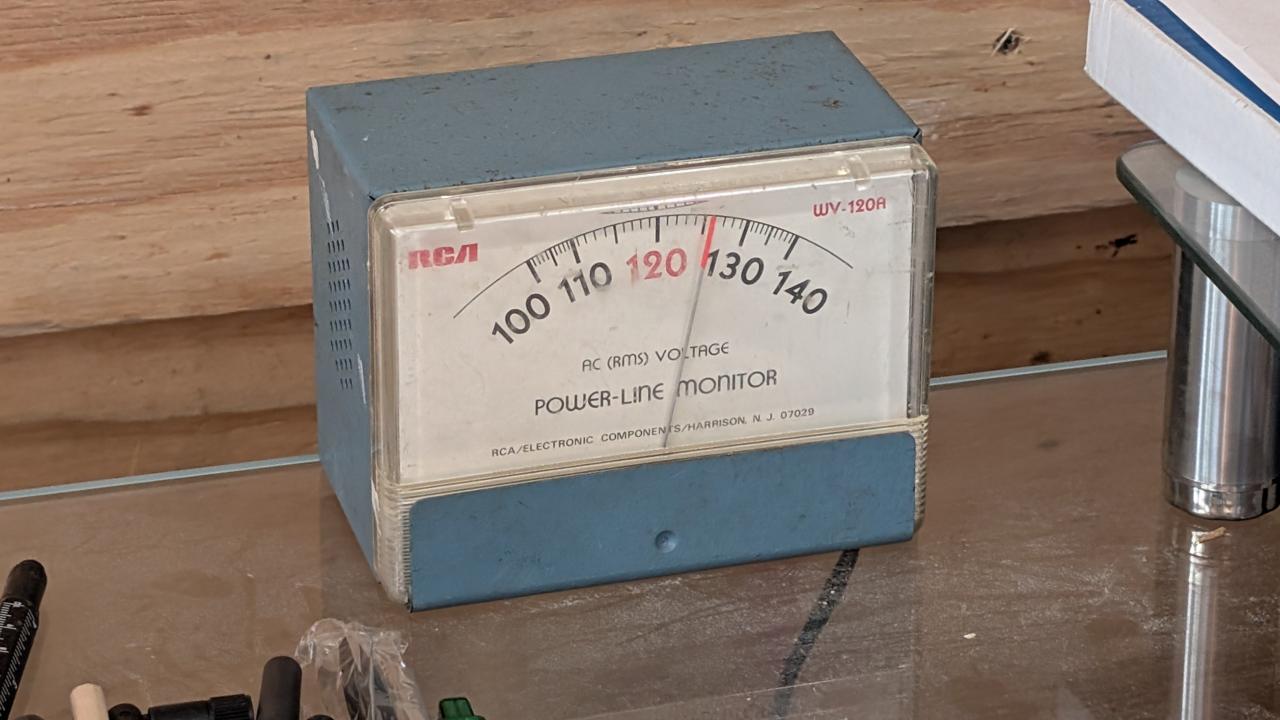 RCA
WV-120A
100 110 120 130 140
AC (RMS) VOLTAGE
POWER-LINE MONITOR
RCA/ELECTRONIC COMPONENTS/HARRISON, N. J. 07029